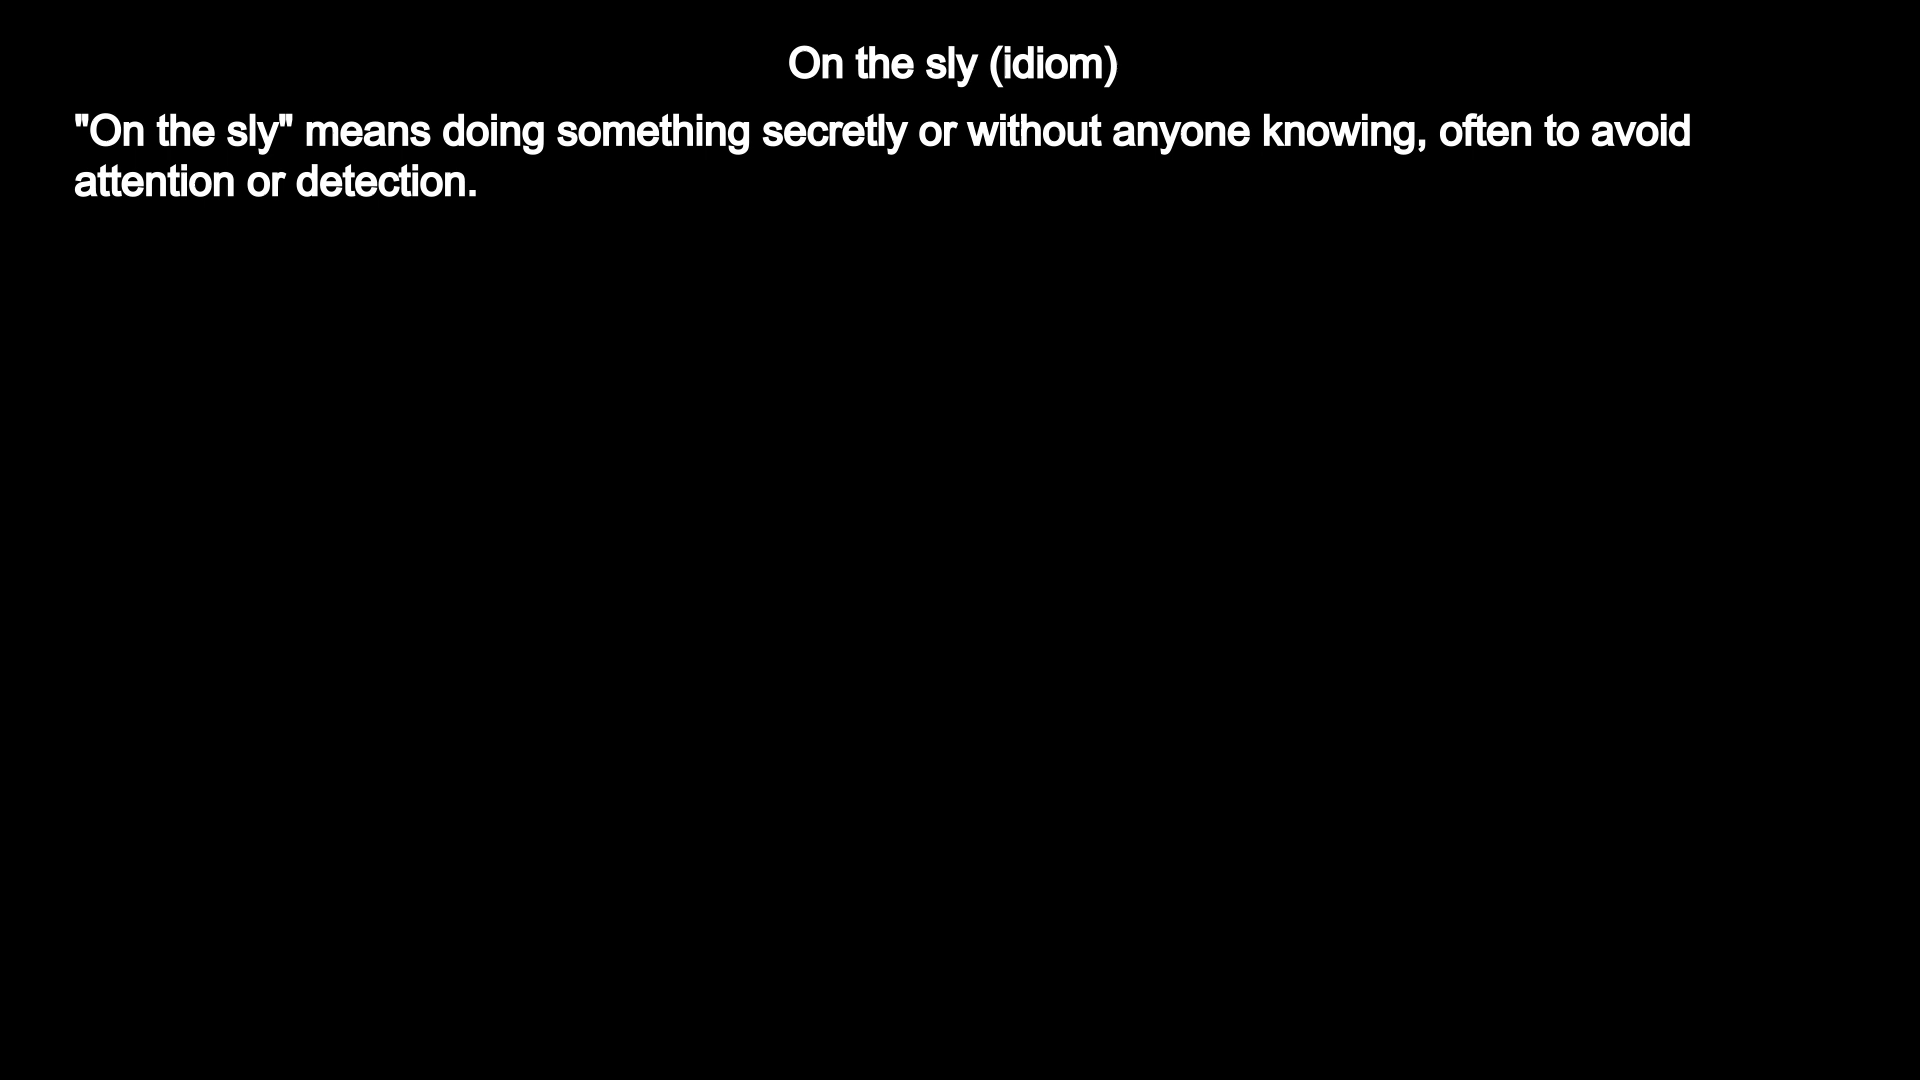 On the sly (idiom)
"On the sly" means doing something secretly or without anyone knowing, often to avoid
attention or detection.